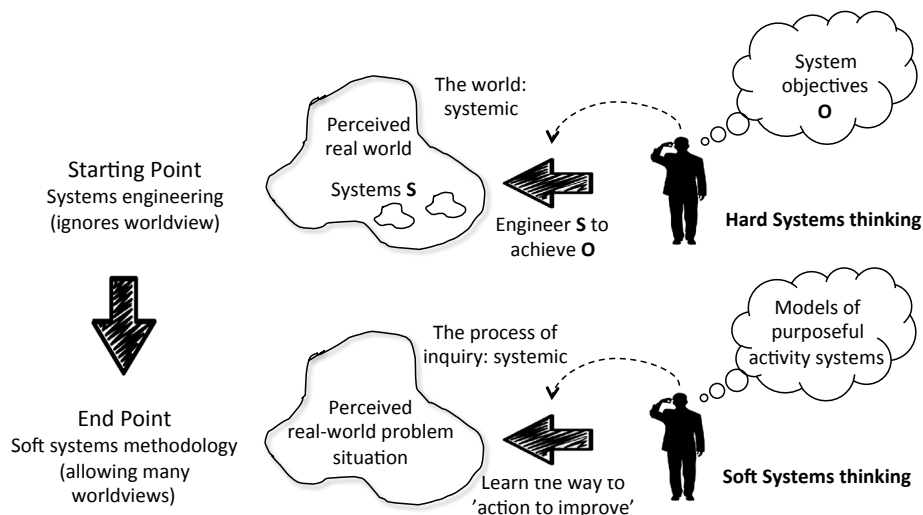 System
objectives
O
The world:
systemic
Perceived
real world
Systems S
Starting Point
Systems engineering
(ignores worldview)
Engineer S to
achieve O
Hard Systems thinking
Models of
purposeful
activity systems
The process of
inquiry: systemic
Perceived
real-world problem
situation
End Point
Soft systems methodology
(allowing many
worldviews)
Learn the way to
’action to improve’
Soft Systems thinking